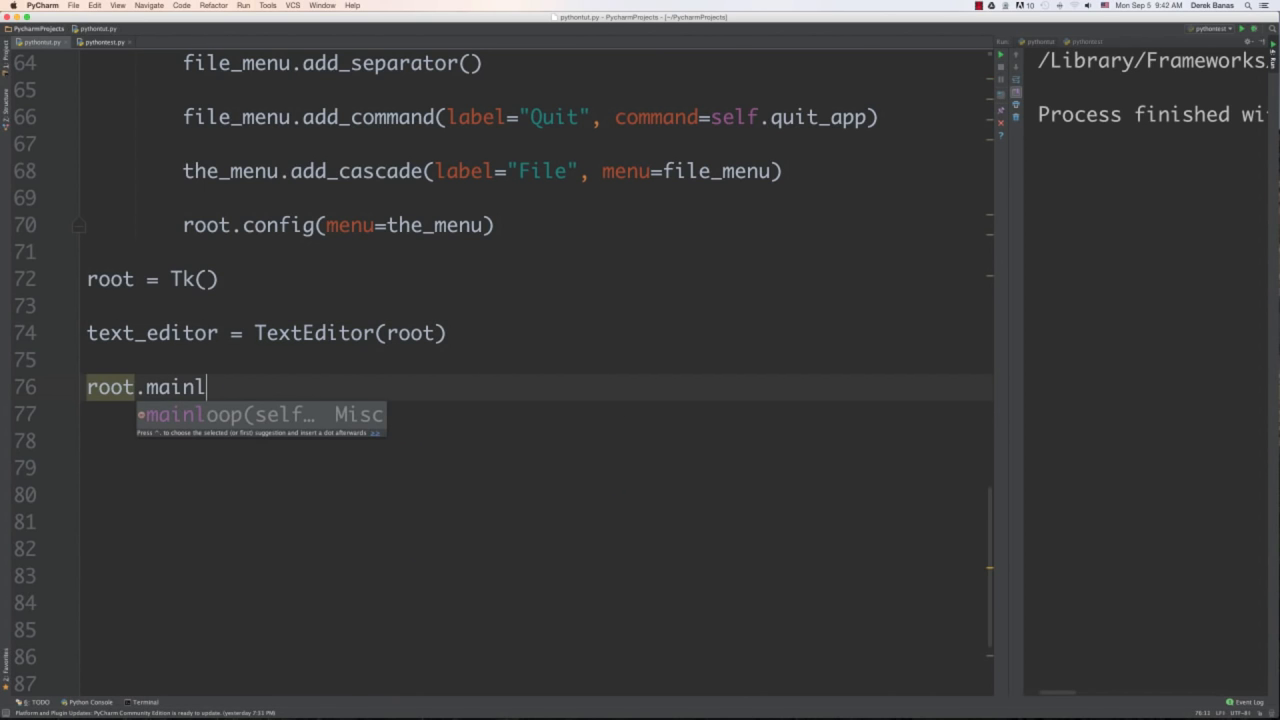 PyCharm File Edit View Navigate Code Refactor Run Tools VCS Window Help 10 Mon Sep 5 9:42 AM Derek Banas
pythontut.py - PycharmProjects - [~/PycharmProjects]
PycharmProjects pythontut.py pythontest
pythontut.py pythontest.py Run: pythontut pythontest
1: Project
7: Structure
2: Favorites
64 file_menu.add_separator()
65
66 file_menu.add_command(label="Quit", command=self.quit_app)
67
68 the_menu.add_cascade(label="File", menu=file_menu)
69
70 root.config(menu=the_menu)
71
72 root = Tk()
73
74 text_editor = TextEditor(root)
75
76 root.mainl
77 mainloop(self… Misc
Press ^. to choose the selected (or first) suggestion and insert a dot afterwards >>
78
79
80
81
82
83
84
85
86
87
/Library/Frameworks
Process finished wi
6: TODO Python Console Terminal Event Log
Platform and Plugin Updates: PyCharm Community Edition is ready to update. (yesterday 7:51 PM) 76:11 LF÷ UTF-8÷